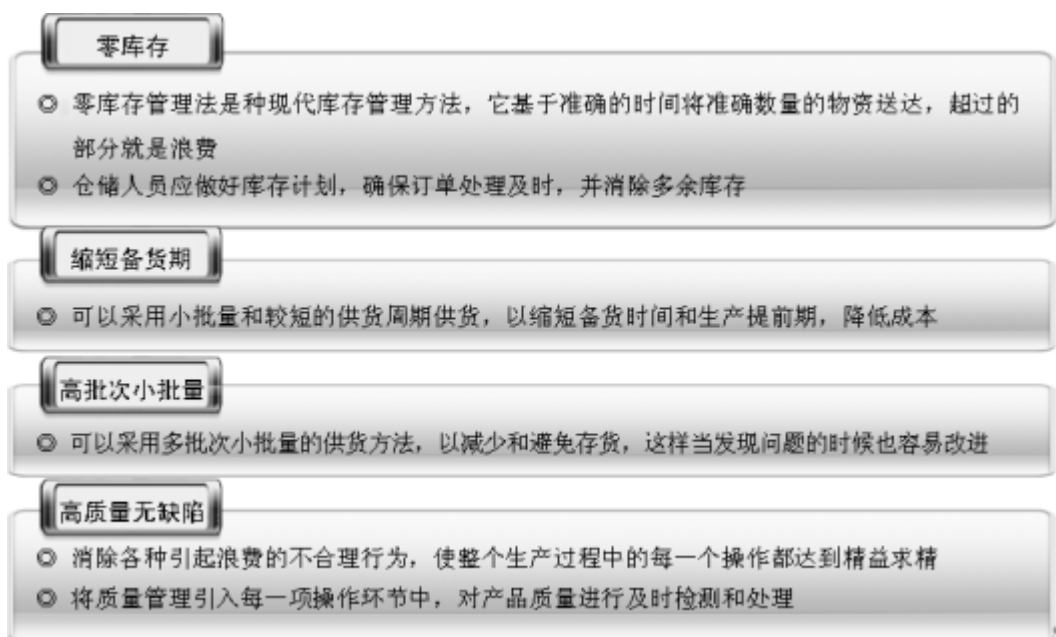 零库存
◎ 零库存管理法是种现代库存管理方法，它基于准确的时间将准确数量的物资送达，超过的
部分就是浪费
◎ 仓储人员应做好库存计划，确保订单处理及时，并消除多余库存
缩短备货期
◎ 可以采用小批量和较短的供货周期供货，以缩短备货时间和生产提前期，降低成本
高批次小批量
◎ 可以采用多批次小批量的供货方法，以减少和避免存货，这样当发现问题的时候也容易改进
高质量无缺陷
◎ 消除各种引起浪费的不合理行为，使整个生产过程中的每一个操作都达到精益求精
◎ 将质量管理引入每一项操作环节中，对产品质量进行及时检测和处理